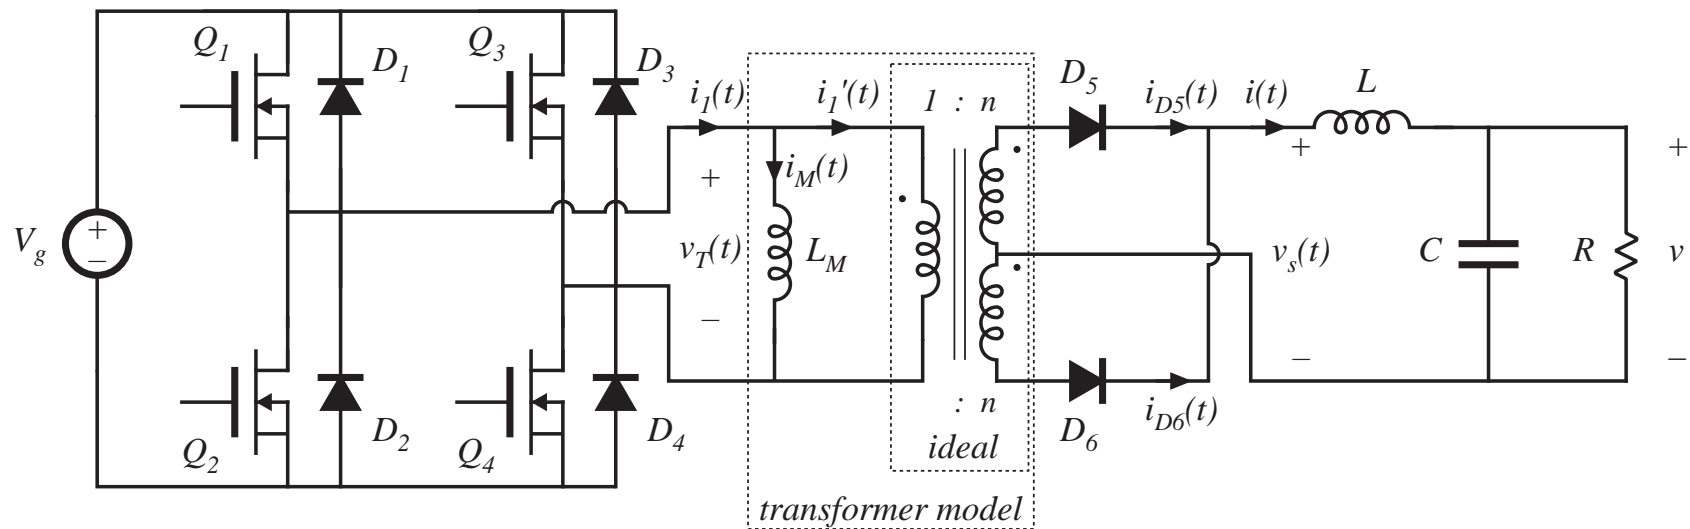 Q1
D1
Q3
D3
i1(t)
i1'(t)
1 : n
D5
iD5(t)
i(t)
L
+
+
+
iM(t)
Vg
+
–
vT(t)
LM
vs(t)
C
R
v
–
–
–
Q2
D2
Q4
D4
: n
ideal
D6
iD6(t)
transformer model